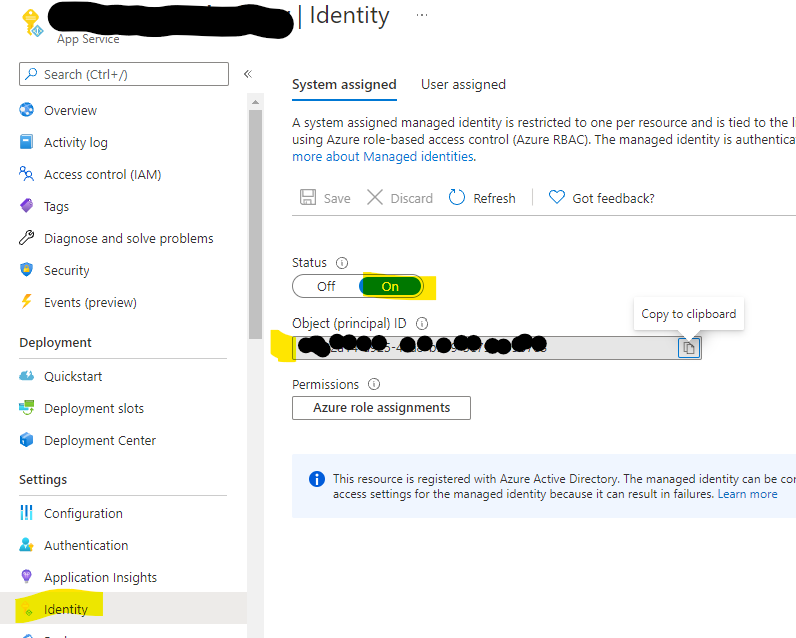 | Identity
...
App Service
Search (Ctrl+/)
«
Overview
Activity log
Access control (IAM)
Tags
Diagnose and solve problems
Security
Events (preview)
Deployment
Quickstart
Deployment slots
Deployment Center
Settings
Configuration
Authentication
Application Insights
Identity
System assigned User assigned
A system assigned managed identity is restricted to one per resource and is tied to the
using Azure role-based access control (Azure RBAC). The managed identity is
more about Managed identities.
Save Discard Refresh Got feedback?
Status
Off On
Object (principal) ID
Copy to clipboard
Permissions
Azure role assignments
This resource is registered with Azure Active Directory. The managed identity can be
access settings for the managed identity because it can result in failures. Learn more